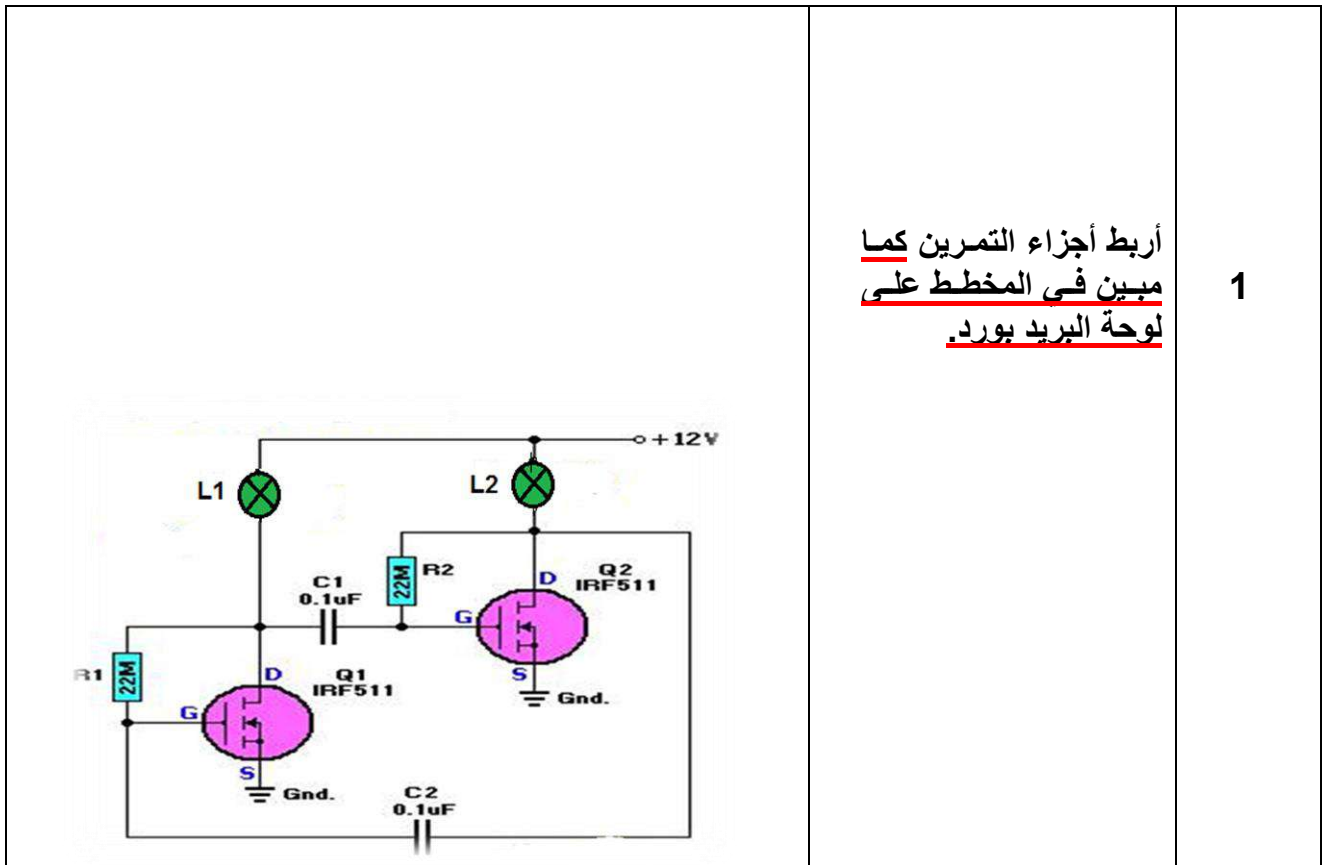 1
أربط أجزاء التمرين كما
مبين في المخطط على
لوحة البريد بورد.
+12V
L1
L2
C1
0.1uF
22M
R2
D
Q2
IRF511
G
S
Gnd.
R1
22M
D
Q1
IRF511
G
S
Gnd.
C2
0.1uF